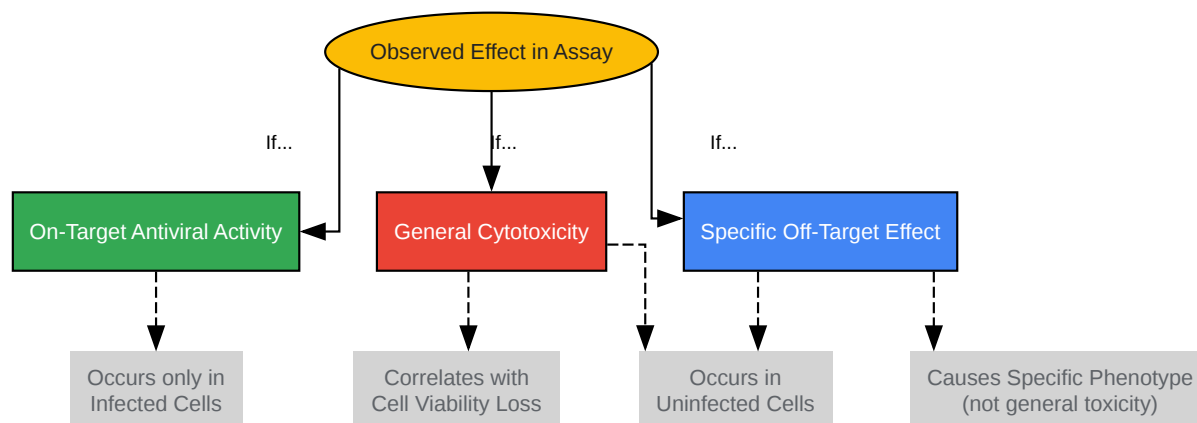 Observed Effect in Assay
If...
If...
If...
On-Target Antiviral Activity
General Cytotoxicity
Specific Off-Target Effect
Occurs only in
Infected Cells
Correlates with
Cell Viability Loss
Occurs in
Uninfected Cells
Causes Specific Phenotype
(not general toxicity)